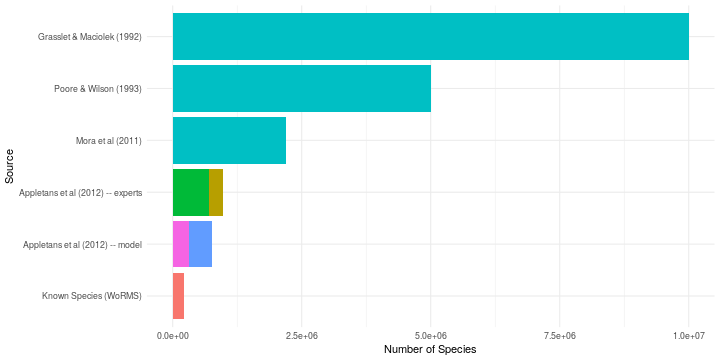 Grasslet & Maciolek (1992)
Poore & Wilson (1993)
Mora et al (2011)
Appletans et al (2012) -- experts
Appletans et al (2012) -- model
Known Species (WoRMS)
Source
0.0e+00 2.5e+06 5.0e+06 7.5e+06 1.0e+07
Number of Species